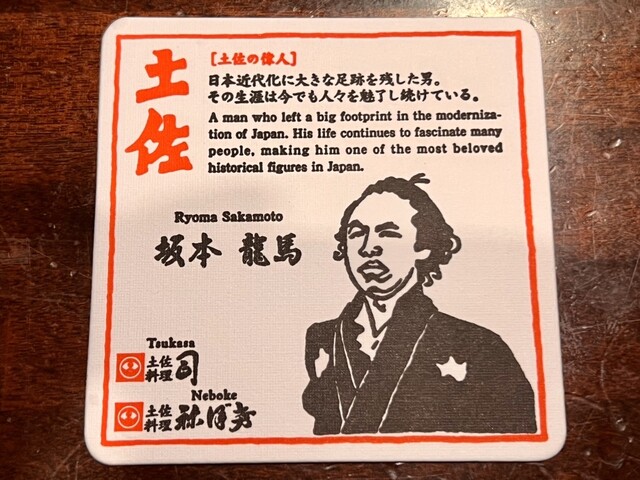 土佐
［土佐の偉人］
日本近代化に大きな足跡を残した男。
その生涯は今でも人々を魅了し続けている。
A man who left a big footprint in the moderniza-
tion of Japan. His life continues to fascinate many
people, making him one of the most beloved
historical figures in Japan.
Ryoma Sakamoto
坂本 龍馬
Tsukasa
土佐料理 司
Neboke
土佐料理 祢ぼけ